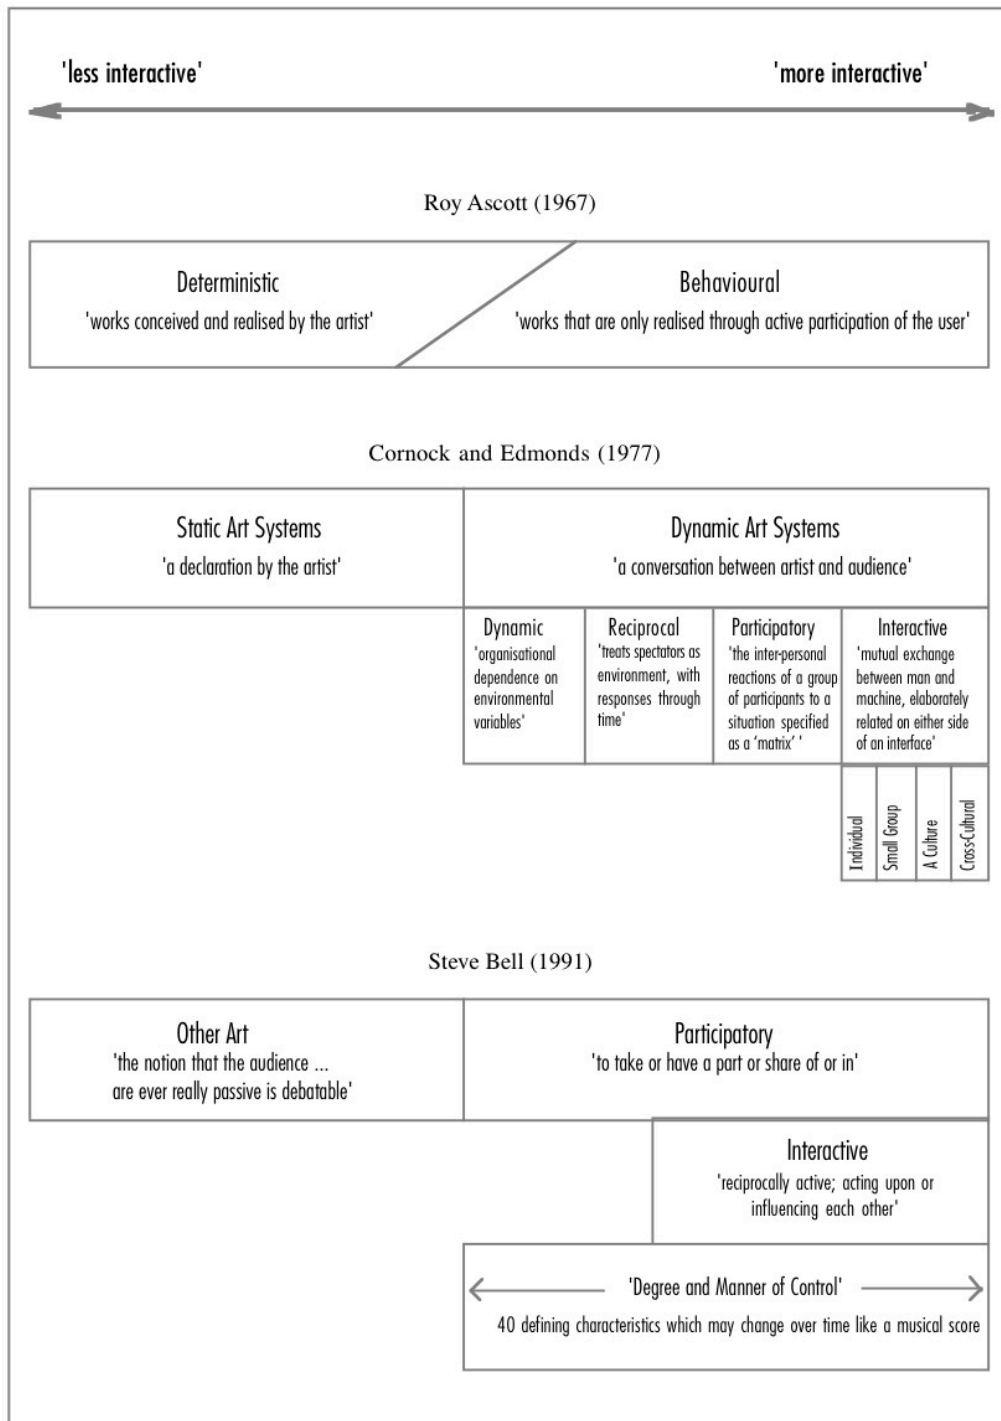 'less interactive'
'more interactive'
Roy Ascott (1967)
Deterministic
'works conceived and realised by the artist'
Behavioural
'works that are only realised through active participation of the user'
Cornock and Edmonds (1977)
Static Art Systems
'a declaration by the artist'
Dynamic Art Systems
'a conversation between artist and audience'
Dynamic
'organisational
dependence on
environmental
variables'
Reciprocal
'treats spectators as
environment, with
responses through
time'
Participatory
'the inter-personal
reactions of a group
of participants to a
situation specified
as a ‘matrix’ '
Interactive
'mutual exchange
between man and
machine, elaborately
related on either side
of an interface'
Individual
Small Group
A Culture
Cross-Cultural
Steve Bell (1991)
Other Art
'the notion that the audience ...
are ever really passive is debatable'
Participatory
'to take or have a part or share of or in'
Interactive
'reciprocally active; acting upon or
influencing each other'
'Degree and Manner of Control'
40 defining characteristics which may change over time like a musical score